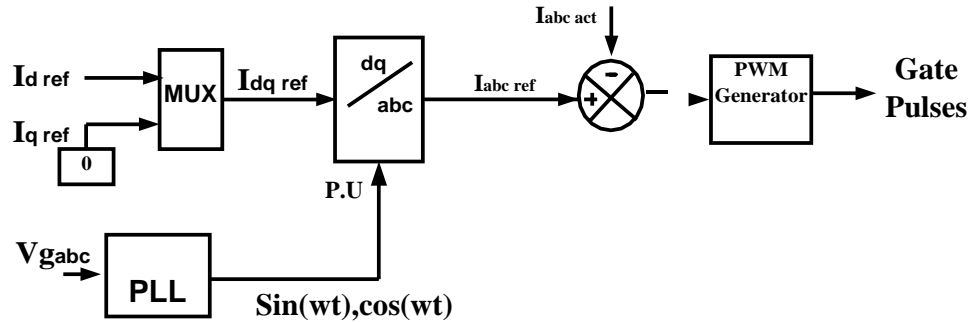 Iabc act
Id ref
MUX
Idq ref
dq
abc
Iabc ref
-
+
PWM
Generator
Gate
Pulses
Iq ref
0
P.U
Vgabc
PLL
Sin(wt),cos(wt)